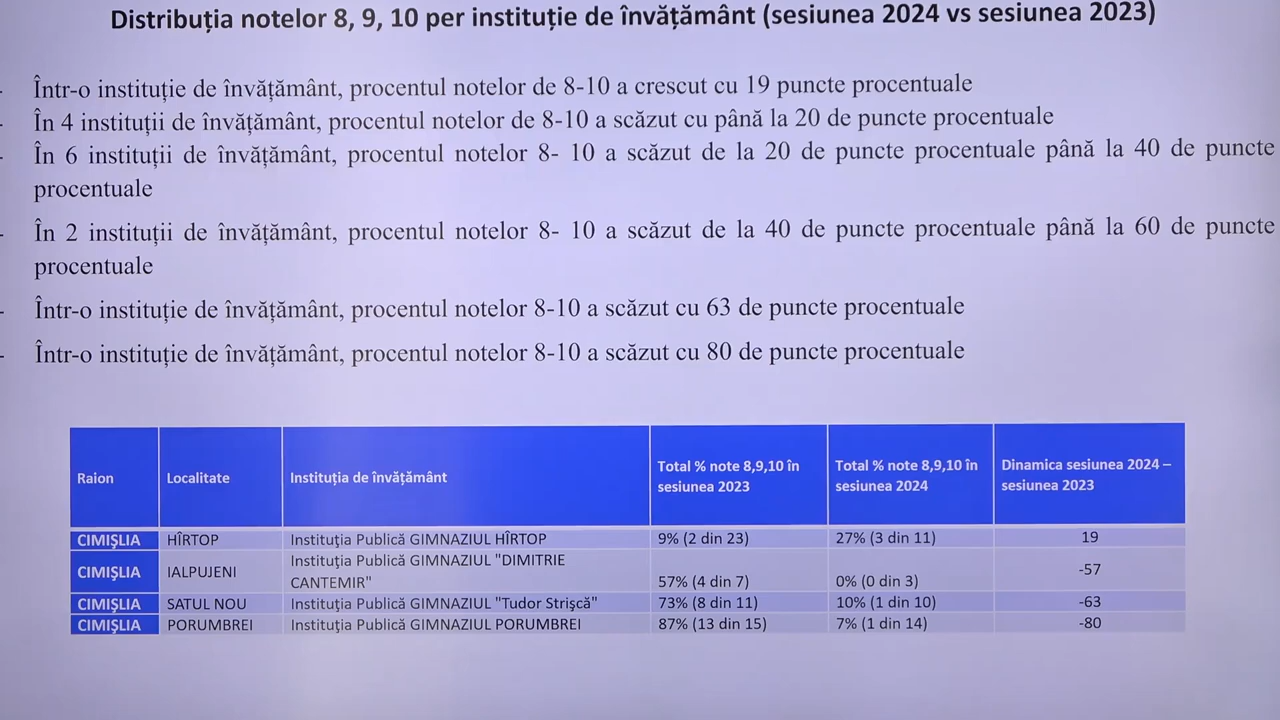 Distribuția notelor 8, 9, 10 per instituție de învățământ (sesiunea 2024 vs sesiunea 2023)
- Într-o instituție de învățământ, procentul notelor de 8-10 a crescut cu 19 puncte procentuale
- În 4 instituții de învățământ, procentul notelor de 8-10 a scăzut cu până la 20 de puncte procentuale
- În 6 instituții de învățământ, procentul notelor 8- 10 a scăzut de la 20 de puncte procentuale până la 40 de puncte
procentuale
- În 2 instituții de învățământ, procentul notelor 8- 10 a scăzut de la 40 de puncte procentuale până la 60 de puncte
procentuale
- Într-o instituție de învățământ, procentul notelor 8-10 a scăzut cu 63 de puncte procentuale
- Într-o instituție de învățământ, procentul notelor 8-10 a scăzut cu 80 de puncte procentuale
Raion Localitate Instituția de învățământ Total % note 8,9,10 în sesiunea 2023 Total % note 8,9,10 în sesiunea 2024 Dinamica sesiunea 2024 – sesiunea 2023
CIMIŞLIA HÎRTOP Instituţia Publică GIMNAZIUL HÎRTOP 9% (2 din 23) 27% (3 din 11) 19
CIMIŞLIA IALPUJENI Instituţia Publică GIMNAZIUL "DIMITRIE CANTEMIR" 57% (4 din 7) 0% (0 din 3) -57
CIMIŞLIA SATUL NOU Instituţia Publică GIMNAZIUL "Tudor Strişcă" 73% (8 din 11) 10% (1 din 10) -63
CIMIŞLIA PORUMBREI Instituţia Publică GIMNAZIUL PORUMBREI 87% (13 din 15) 7% (1 din 14) -80